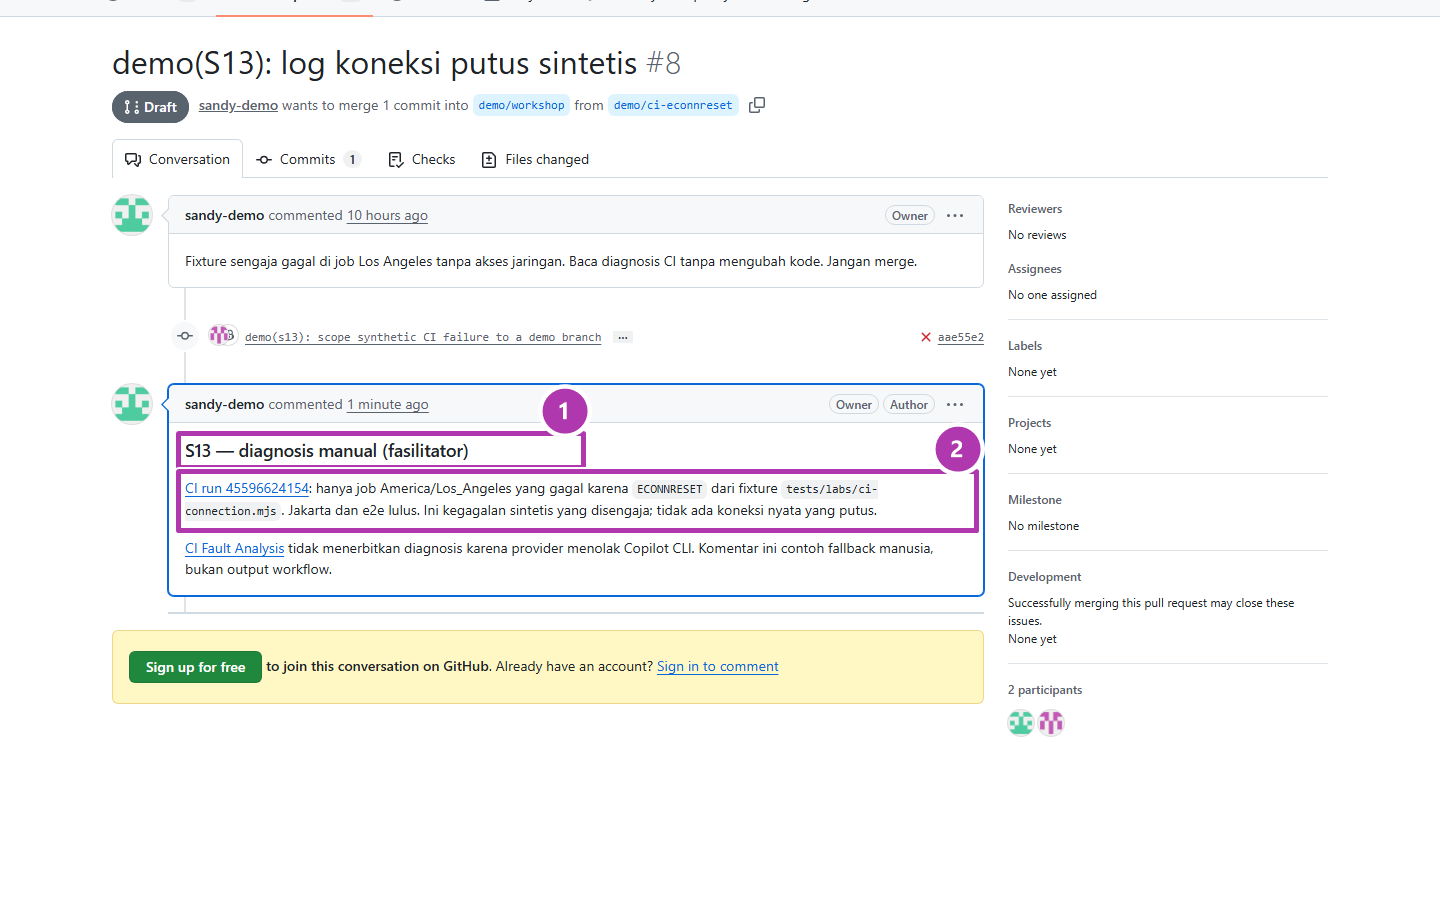 demo(S13): log koneksi putus sintetis #8
Draft sandy-demo wants to merge 1 commit into demo/workshop from demo/ci-econnreset
Conversation Commits 1 Checks Files changed
sandy-demo commented 10 hours ago Owner ...
Fixture sengaja gagal di job Los Angeles tanpa akses jaringan. Baca diagnosis CI tanpa mengubah kode. Jangan merge.
demo(s13): scope synthetic CI failure to a demo branch ... aae55e2
sandy-demo commented 1 minute ago Owner Author ...
1
S13 — diagnosis manual (fasilitator)
2
CI run 45596624154: hanya job America/Los_Angeles yang gagal karena ECONNRESET dari fixture tests/labs/ci-
connection.mjs. Jakarta dan e2e lulus. Ini kegagalan sintetis yang disengaja; tidak ada koneksi nyata yang putus.
CI Fault Analysis tidak menerbitkan diagnosis karena provider menolak Copilot CLI. Komentar ini contoh fallback manusia,
bukan output workflow.
Sign up for free to join this conversation on GitHub. Already have an account? Sign in to comment
Reviewers
No reviews
Assignees
No one assigned
Labels
None yet
Projects
None yet
Milestone
No milestone
Development
Successfully merging this pull request may close these
issues.
None yet
2 participants